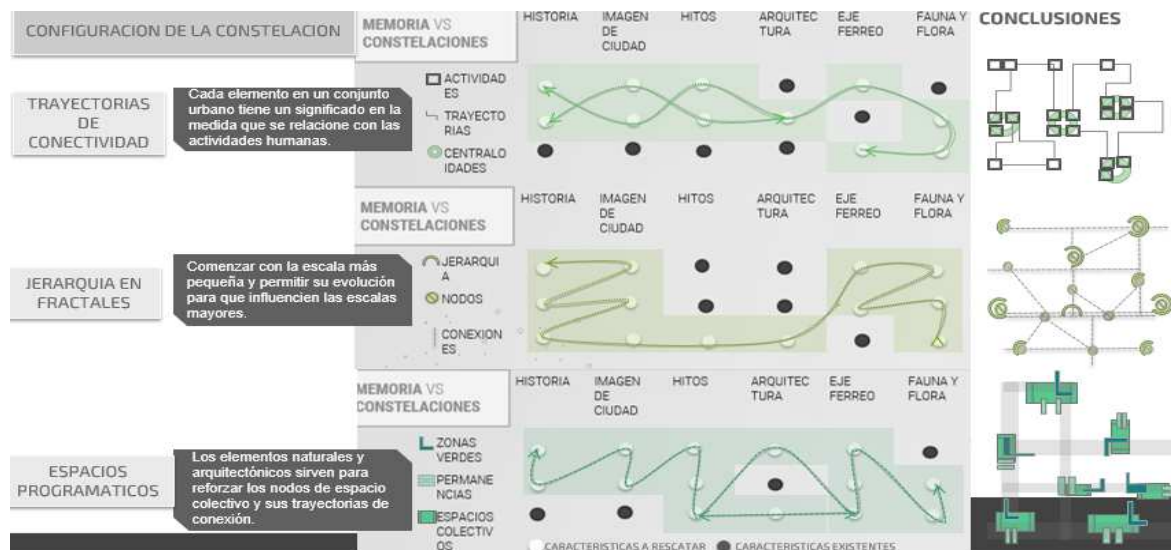 CONFIGURACION DE LA CONSTELACION
MEMORIA VS
CONSTELACIONES
HISTORIA
IMAGEN
DE
CIUDAD
HITOS
ARQUITEC
TURA
EJE
FERREO
FAUNA Y
FLORA
CONCLUSIONES
TRAYECTORIAS
DE
CONECTIVIDAD
Cada elemento en un conjunto
urbano tiene un significado en la
medida que se relacione con las
actividades humanas.
ACTIVIDAD
ES
TRAYECTO
RIAS
CENTRALO
IDADES
MEMORIA VS
CONSTELACIONES
HISTORIA
IMAGEN
DE
CIUDAD
HITOS
ARQUITEC
TURA
EJE
FERREO
FAUNA Y
FLORA
JERARQUIA EN
FRACTALES
Comenzar con la escala más
pequeña y permitir su evolución
para que influencien las escalas
mayores.
JERARQUI
A
NODOS
CONEXION
ES
MEMORIA VS
CONSTELACIONES
HISTORIA
IMAGEN
DE
CIUDAD
HITOS
ARQUITEC
TURA
EJE
FERREO
FAUNA Y
FLORA
ESPACIOS
PROGRAMATICOS
Los elementos naturales y
arquitectónicos sirven para
reforzar los nodos de espacio
colectivo y sus trayectorias de
conexión.
ZONAS
VERDES
PERMANE
NCIAS
ESPACIOS
COLECTIV
OS
CARACTERISTICAS A RESCATAR
CARACTERISTICAS EXISTENTES